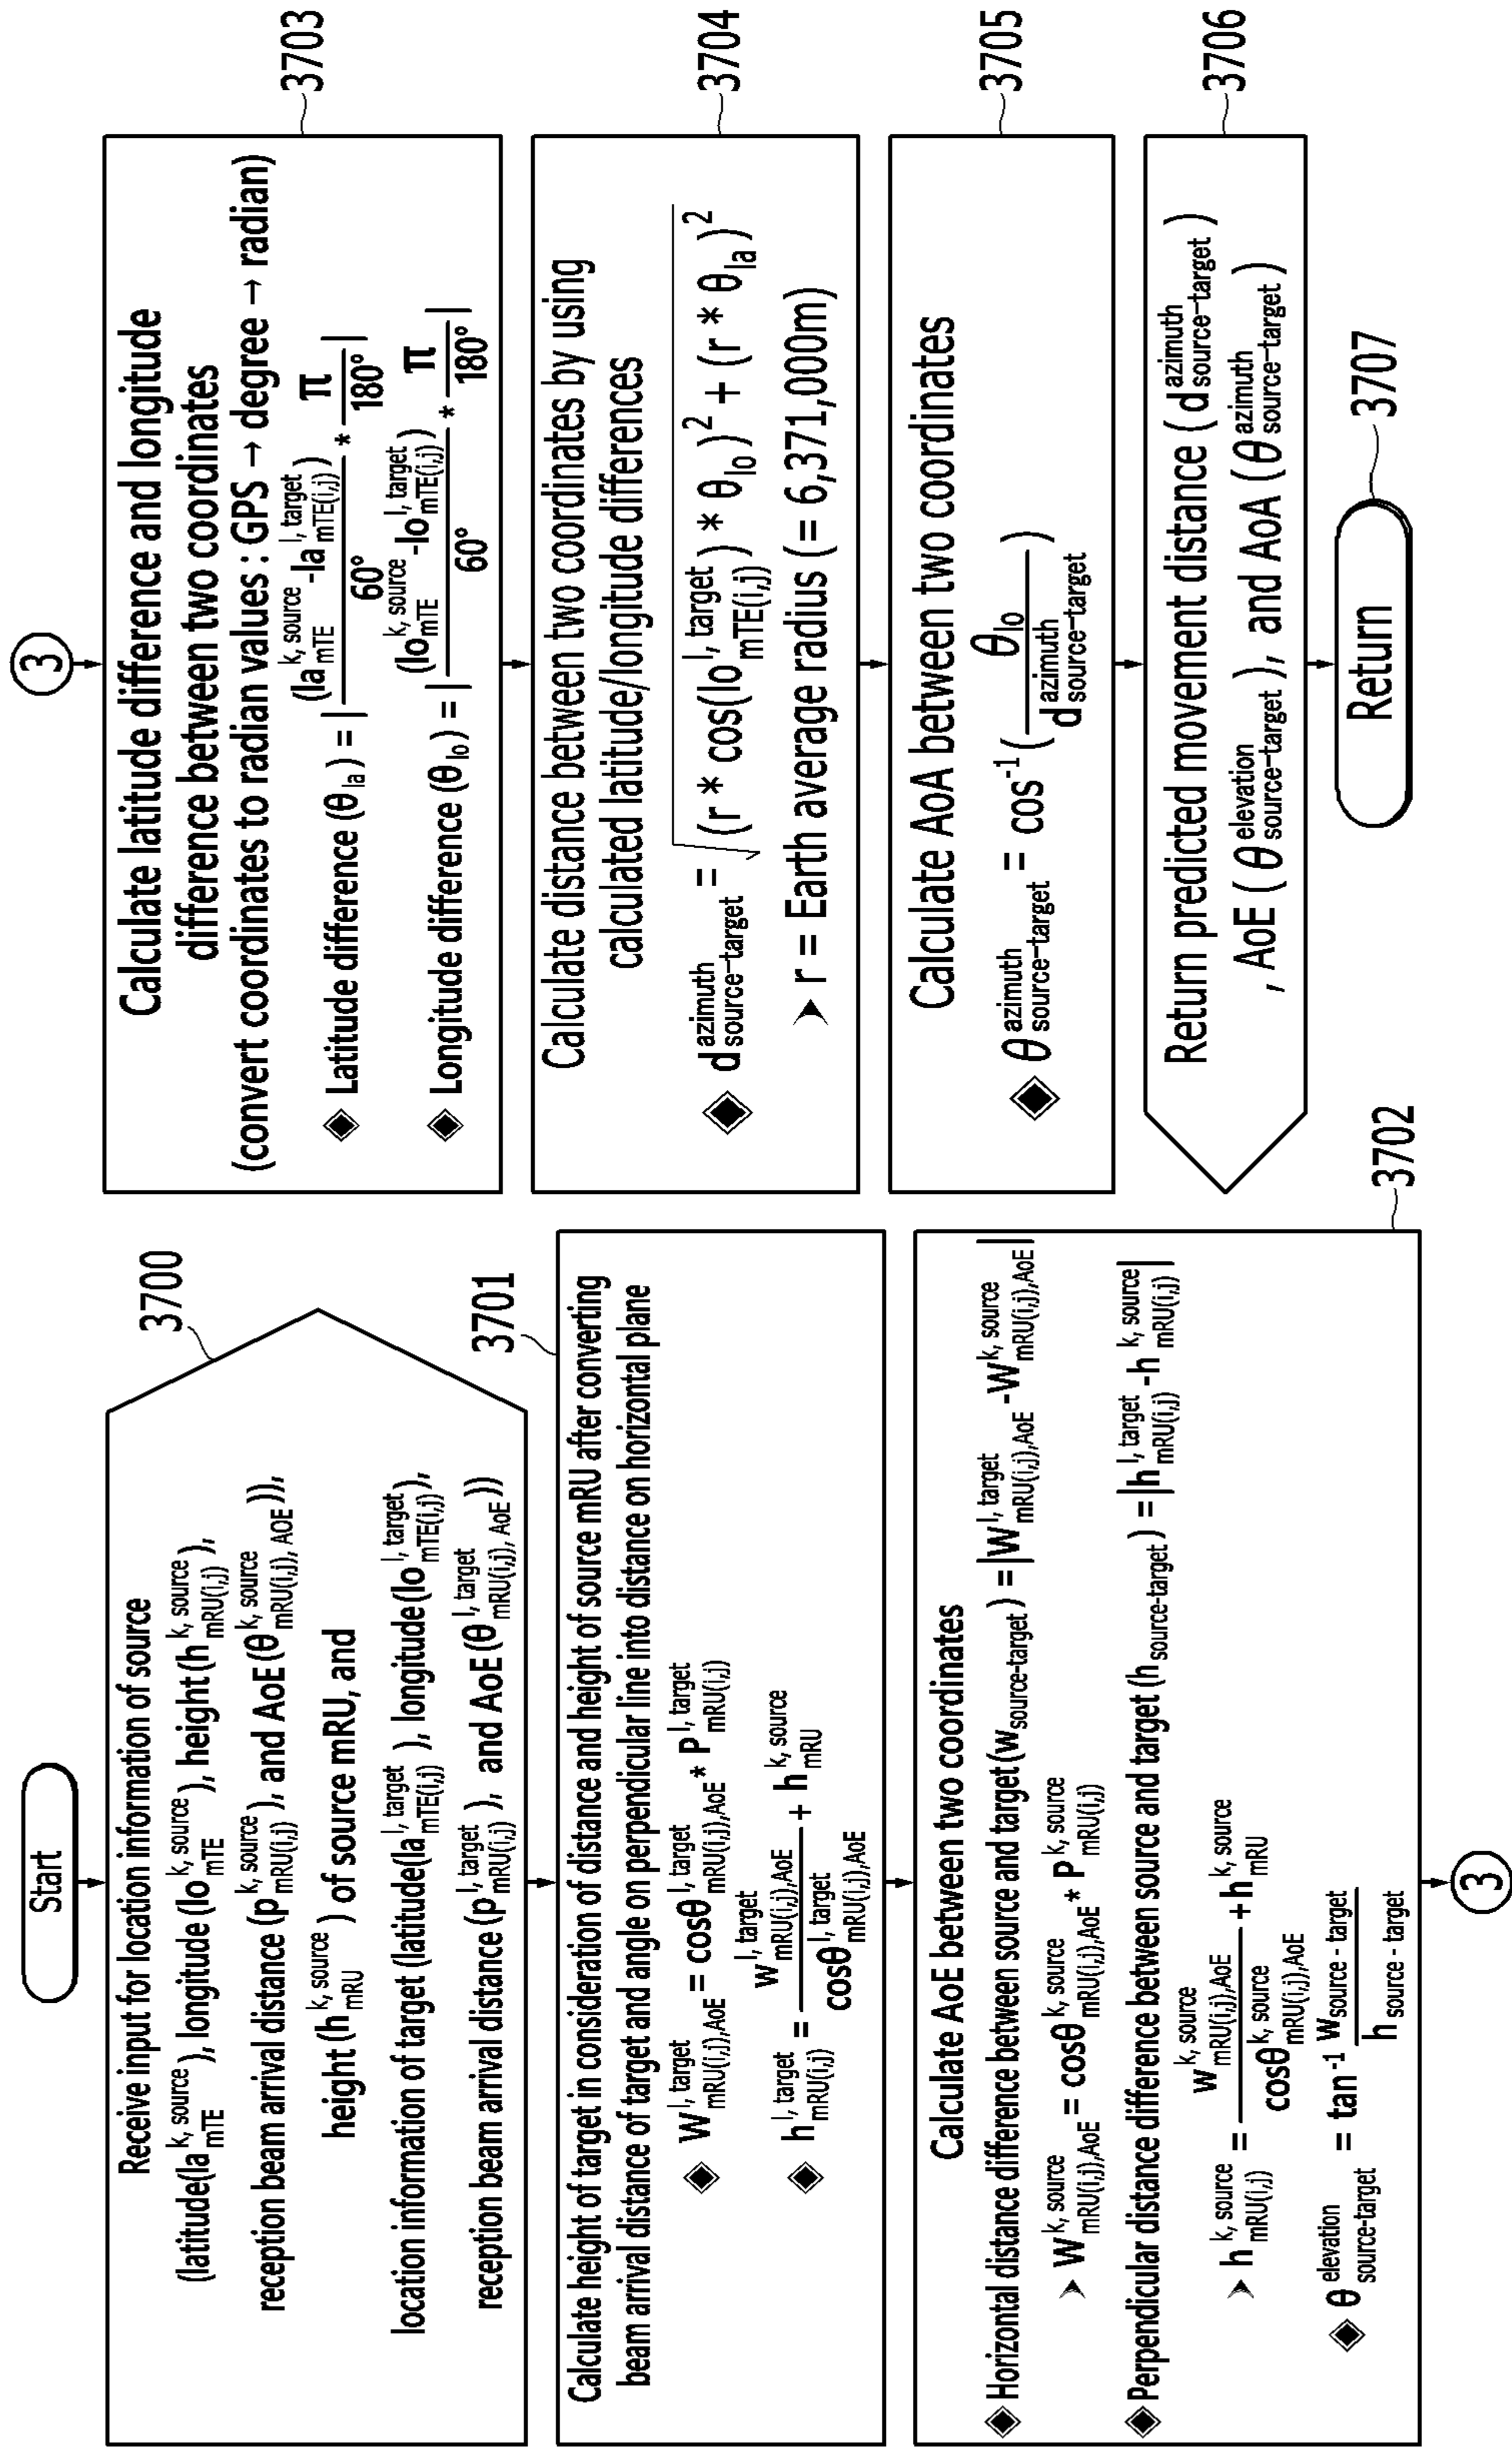 Start
3700
Receive input for location information of source
(latitude(la^{k, source}_{mTE}), longitude (lo^{k, source}_{mTE}), height (h^{k, source}_{mRU(i,j)}),
reception beam arrival distance (p^{k, source}_{mRU(i,j)}), and AoE (θ^{k, source}_{mRU(i,j), AOE})),
height (h^{k, source}_{mRU}) of source mRU, and
location information of target (latitude(la^{l, target}_{mTE(i,j)}), longitude(lo^{l, target}_{mTE(i,j)}),
reception beam arrival distance (p^{l, target}_{mRU(i,j)}), and AoE (θ^{l, target}_{mRU(i,j), AOE}))
3701
Calculate height of target in consideration of distance and height of source mRU after converting
beam arrival distance of target and angle on perpendicular line into distance on horizontal plane
◈ W^{l, target}_{mRU(i,j),AoE} = cosθ^{l, target}_{mRU(i,j),AoE} * P^{l, target}_{mRU(i,j)}
◈ h^{l, target}_{mRU(i,j)} = \frac{w^{l, target}_{mRU(i,j),AoE}}{cosθ^{l, target}_{mRU(i,j),AoE}} + h^{k, source}_{mRU}
3702
Calculate AoE between two coordinates
◈ Horizontal distance difference between source and target (w_{source-target}) = |W^{l, target}_{mRU(i,j),AoE} -W^{k, source}_{mRU(i,j),AoE}|
➢ W^{k, source}_{mRU(i,j),AoE} = cosθ^{k, source}_{mRU(i,j),AoE} * P^{k, source}_{mRU(i,j)}
◈ Perpendicular distance difference between source and target (h_{source-target}) = |h^{l, target}_{mRU(i,j)} -h^{k, source}_{mRU(i,j)}|
➢ h^{k, source}_{mRU(i,j)} = \frac{w^{k, source}_{mRU(i,j),AoE}}{cosθ^{k, source}_{mRU(i,j),AoE}} +h^{k, source}_{mRU}
◈ θ^{elevation}_{source-target} = tan^{-1} \frac{w_{source - target}}{h_{source - target}}
3
3
3703
Calculate latitude difference and longitude
difference between two coordinates
(convert coordinates to radian values : GPS → degree → radian)
◈ Latitude difference (θ_{la}) = |\frac{(la^{k, source}_{mTE} -la^{l, target}_{mTE(i,j)})}{60°} * \frac{π}{180°}|
◈ Longitude difference (θ_{lo}) = |\frac{(lo^{k, source}_{mTE} -lo^{l, target}_{mTE(i,j)})}{60°} * \frac{π}{180°}|
3704
Calculate distance between two coordinates by using
calculated latitude/longitude differences
◈ d^{azimuth}_{source-target} = √(r * cos(lo^{l, target}_{mTE(i,j)}) * θ_{lo})^2 + (r * θ_{la})^2
➢ r = Earth average radius (= 6,371,000m)
3705
Calculate AoA between two coordinates
◈ θ^{azimuth}_{source-target} = cos^{-1} (\frac{θ_{lo}}{d^{azimuth}_{source-target}})
3706
Return predicted movement distance (d^{azimuth}_{source-target})
, AoE (θ^{elevation}_{source-target}), and AoA (θ^{azimuth}_{source-target})
3707
Return